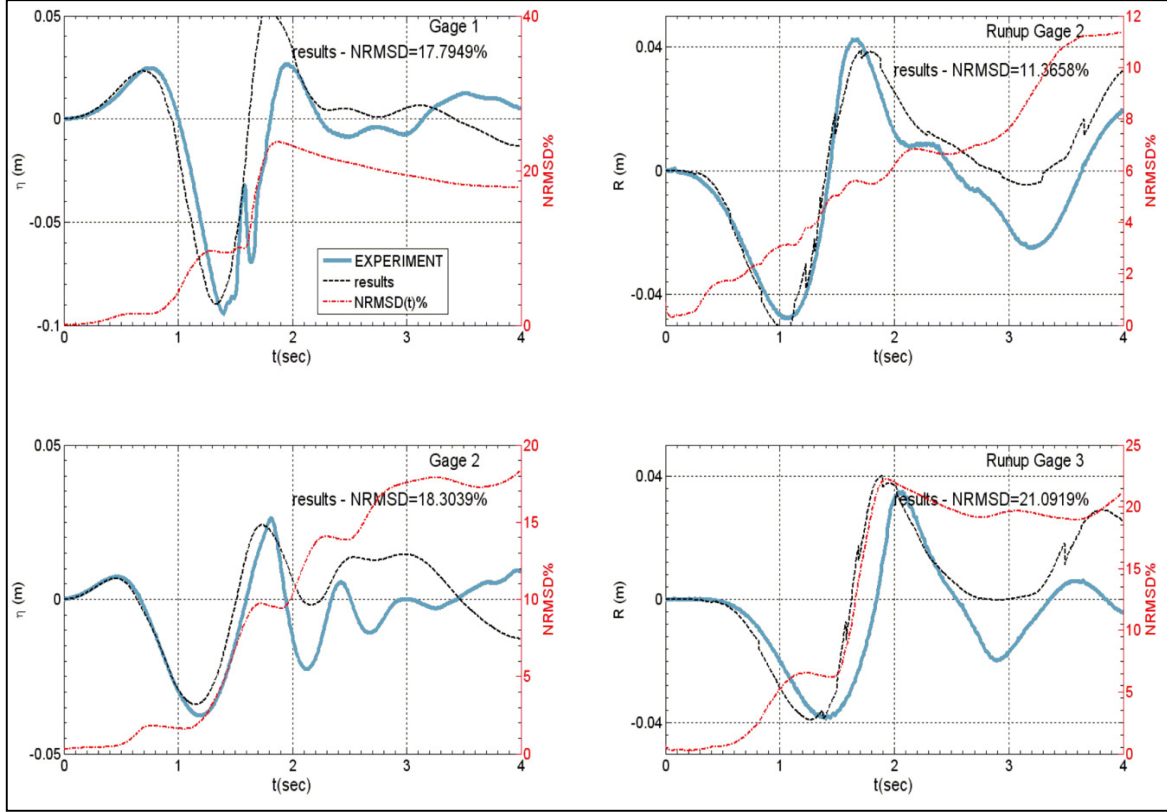 Gage 1
results - NRMSD=17.7949%
0.05
0
-0.05
-0.1
η (m)
40
20
0
NRMSD%
EXPERIMENT
results
NRMSD(t)%
0 1 2 3 4
t(sec)
Runup Gage 2
results - NRMSD=11.3658%
0.04
0
-0.04
R (m)
12
10
8
6
4
2
0
NRMSD%
0 1 2 3 4
t(sec)
Gage 2
results - NRMSD=18.3039%
0.05
0
-0.05
η (m)
20
15
10
5
0
NRMSD%
0 1 2 3 4
t(sec)
Runup Gage 3
results - NRMSD=21.0919%
0.04
0
-0.04
R (m)
25
20
15
10
5
0
NRMSD%
0 1 2 3 4
t(sec)